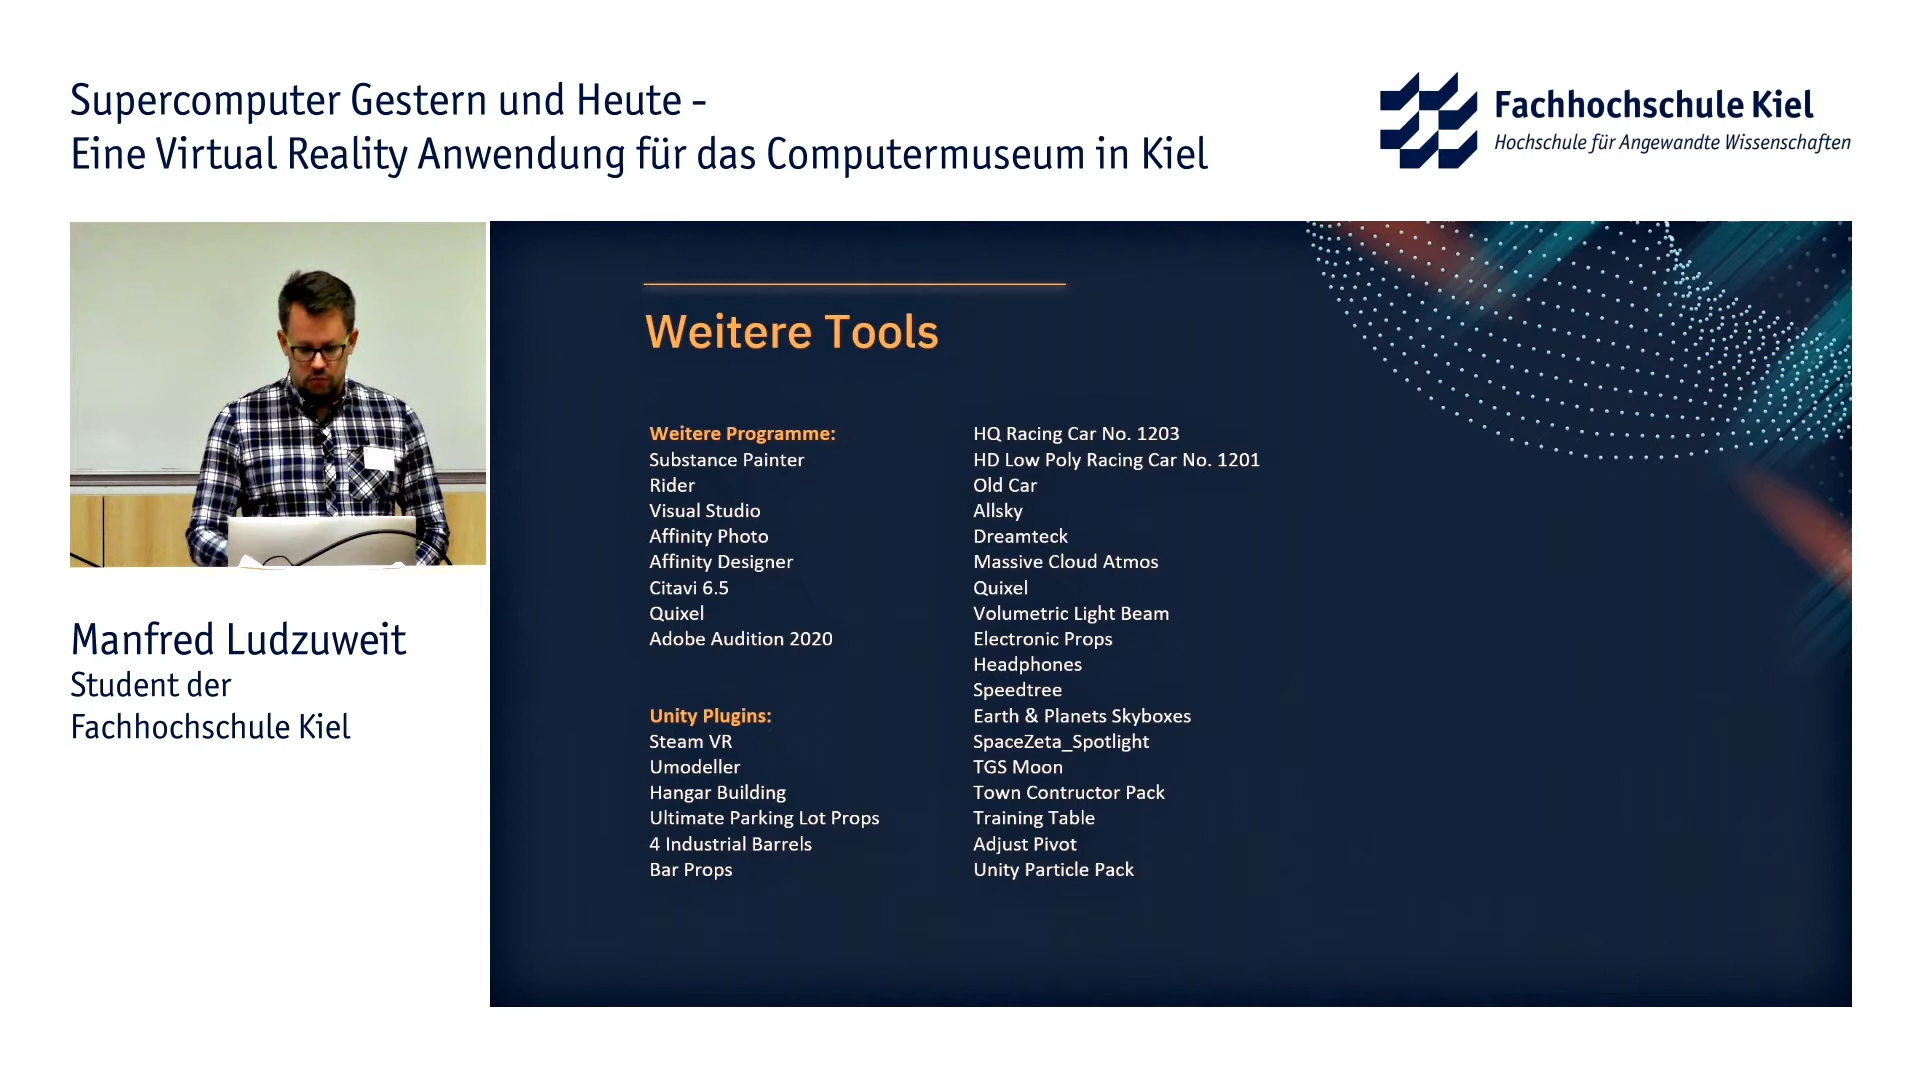 Supercomputer Gestern und Heute -
Eine Virtual Reality Anwendung für das Computermuseum in Kiel
Fachhochschule Kiel
Hochschule für Angewandte Wissenschaften
Manfred Ludzuweit
Student der
Fachhochschule Kiel
Weitere Tools
Weitere Programme:
Substance Painter
Rider
Visual Studio
Affinity Photo
Affinity Designer
Citavi 6.5
Quixel
Adobe Audition 2020
Unity Plugins:
Steam VR
Umodeller
Hangar Building
Ultimate Parking Lot Props
4 Industrial Barrels
Bar Props
HQ Racing Car No. 1203
HD Low Poly Racing Car No. 1201
Old Car
Allsky
Dreamteck
Massive Cloud Atmos
Quixel
Volumetric Light Beam
Electronic Props
Headphones
Speedtree
Earth & Planets Skyboxes
SpaceZeta_Spotlight
TGS Moon
Town Contructor Pack
Training Table
Adjust Pivot
Unity Particle Pack